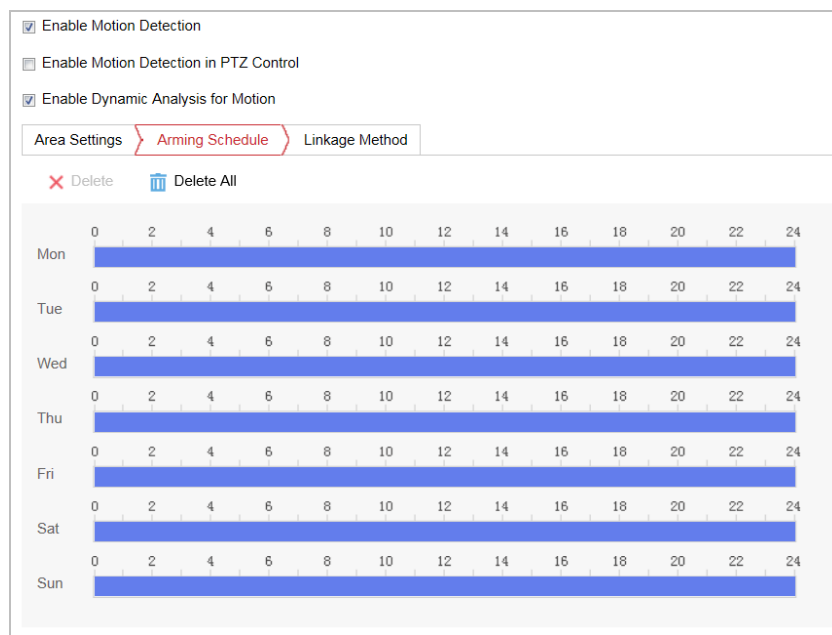 Enable Motion Detection
Enable Motion Detection in PTZ Control
Enable Dynamic Analysis for Motion
Area Settings Arming Schedule Linkage Method
Delete Delete All
0 2 4 6 8 10 12 14 16 18 20 22 24
Mon
0 2 4 6 8 10 12 14 16 18 20 22 24
Tue
0 2 4 6 8 10 12 14 16 18 20 22 24
Wed
0 2 4 6 8 10 12 14 16 18 20 22 24
Thu
0 2 4 6 8 10 12 14 16 18 20 22 24
Fri
0 2 4 6 8 10 12 14 16 18 20 22 24
Sat
0 2 4 6 8 10 12 14 16 18 20 22 24
Sun